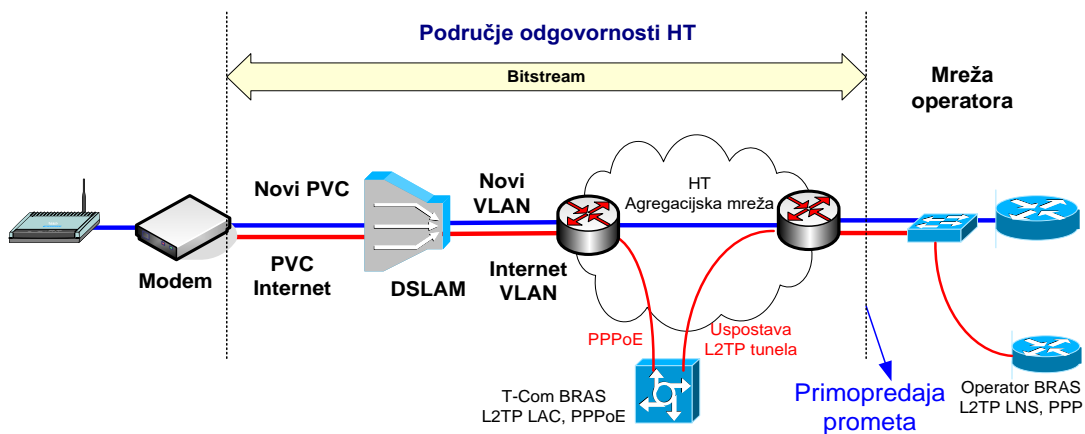 Područje odgovornosti HT
Bitstream
Mreža
operatora
Novi PVC
Novi
VLAN
HT
Agregacijska mreža
PVC
Internet
Internet
VLAN
Modem
DSLAM
PPPoE
Uspostava
L2TP tunela
T-Com BRAS
L2TP LAC, PPPoE
Primopredaja
prometa
Operator BRAS
L2TP LNS, PPP